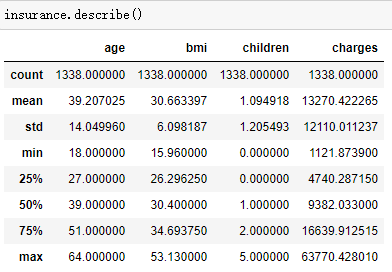 insurance.describe()
age bmi children charges
count 1338.000000 1338.000000 1338.000000 1338.000000
mean 39.207025 30.663397 1.094918 13270.422265
std 14.049960 6.098187 1.205493 12110.011237
min 18.000000 15.960000 0.000000 1121.873900
25% 27.000000 26.296250 0.000000 4740.287150
50% 39.000000 30.400000 1.000000 9382.033000
75% 51.000000 34.693750 2.000000 16639.912515
max 64.000000 53.130000 5.000000 63770.428010